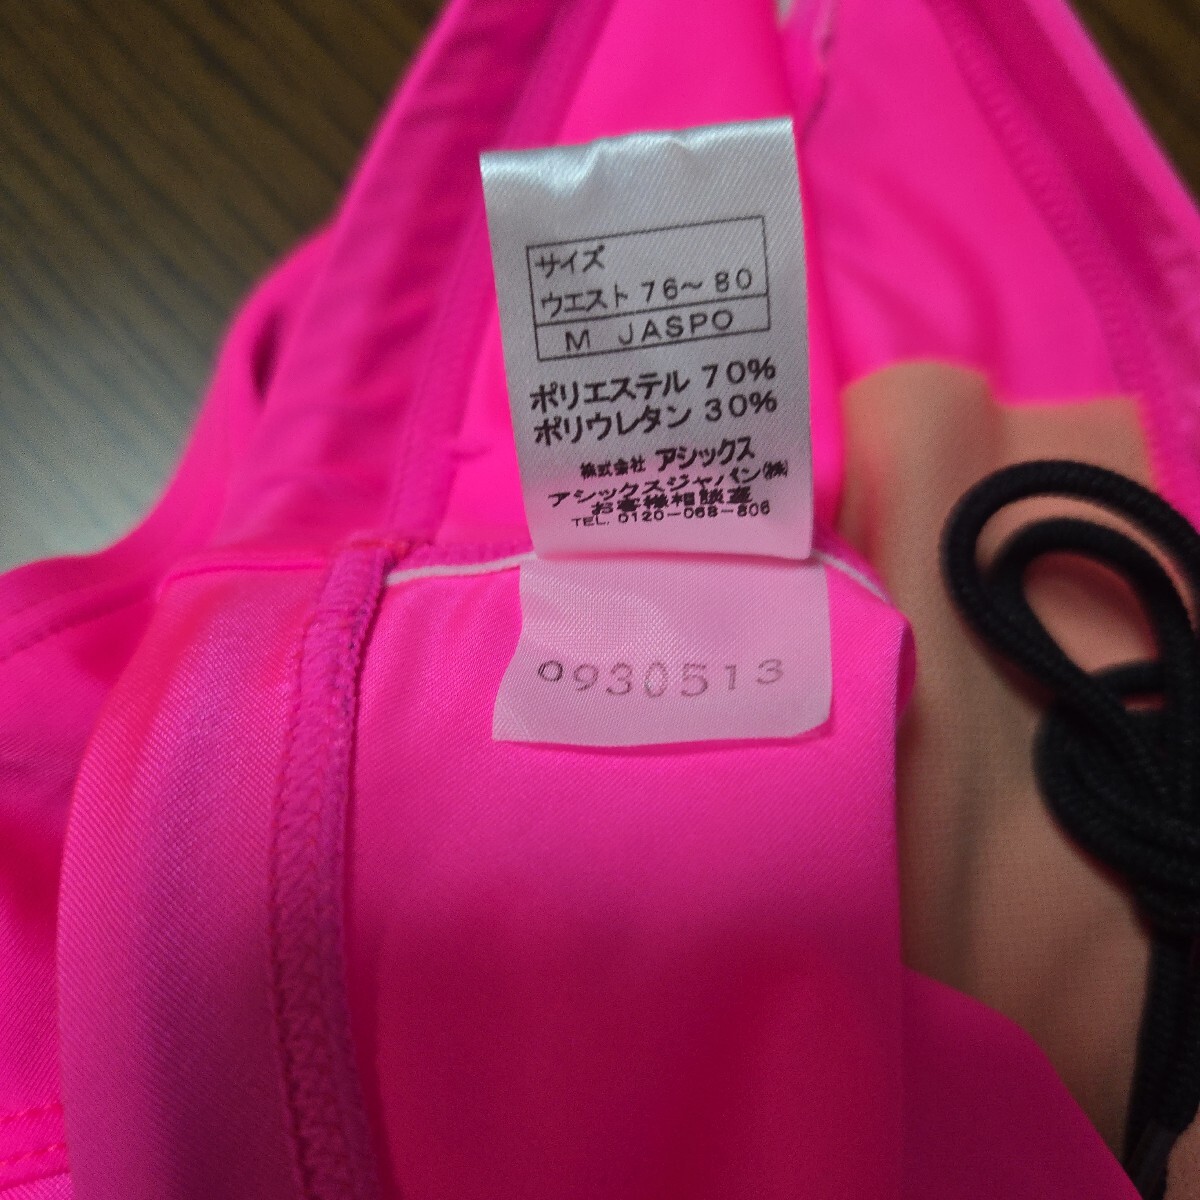 サイズ
ウエスト 76〜80
M JASPO
ポリエステル 70%
ポリウレタン 30%
株式会社 アシックス
アシックスジャパン(株)
お客様相談室
TEL. 0120-068-806
0930513